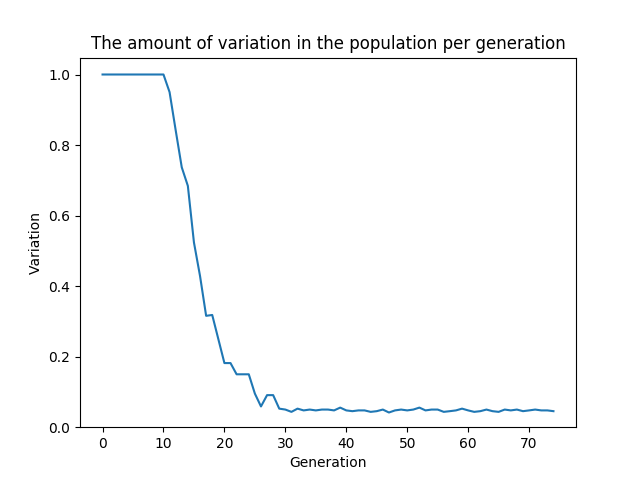 The amount of variation in the population per generation
1.0
0.8
0.6
0.4
0.2
0.0
Variation
0 10 20 30 40 50 60 70
Generation